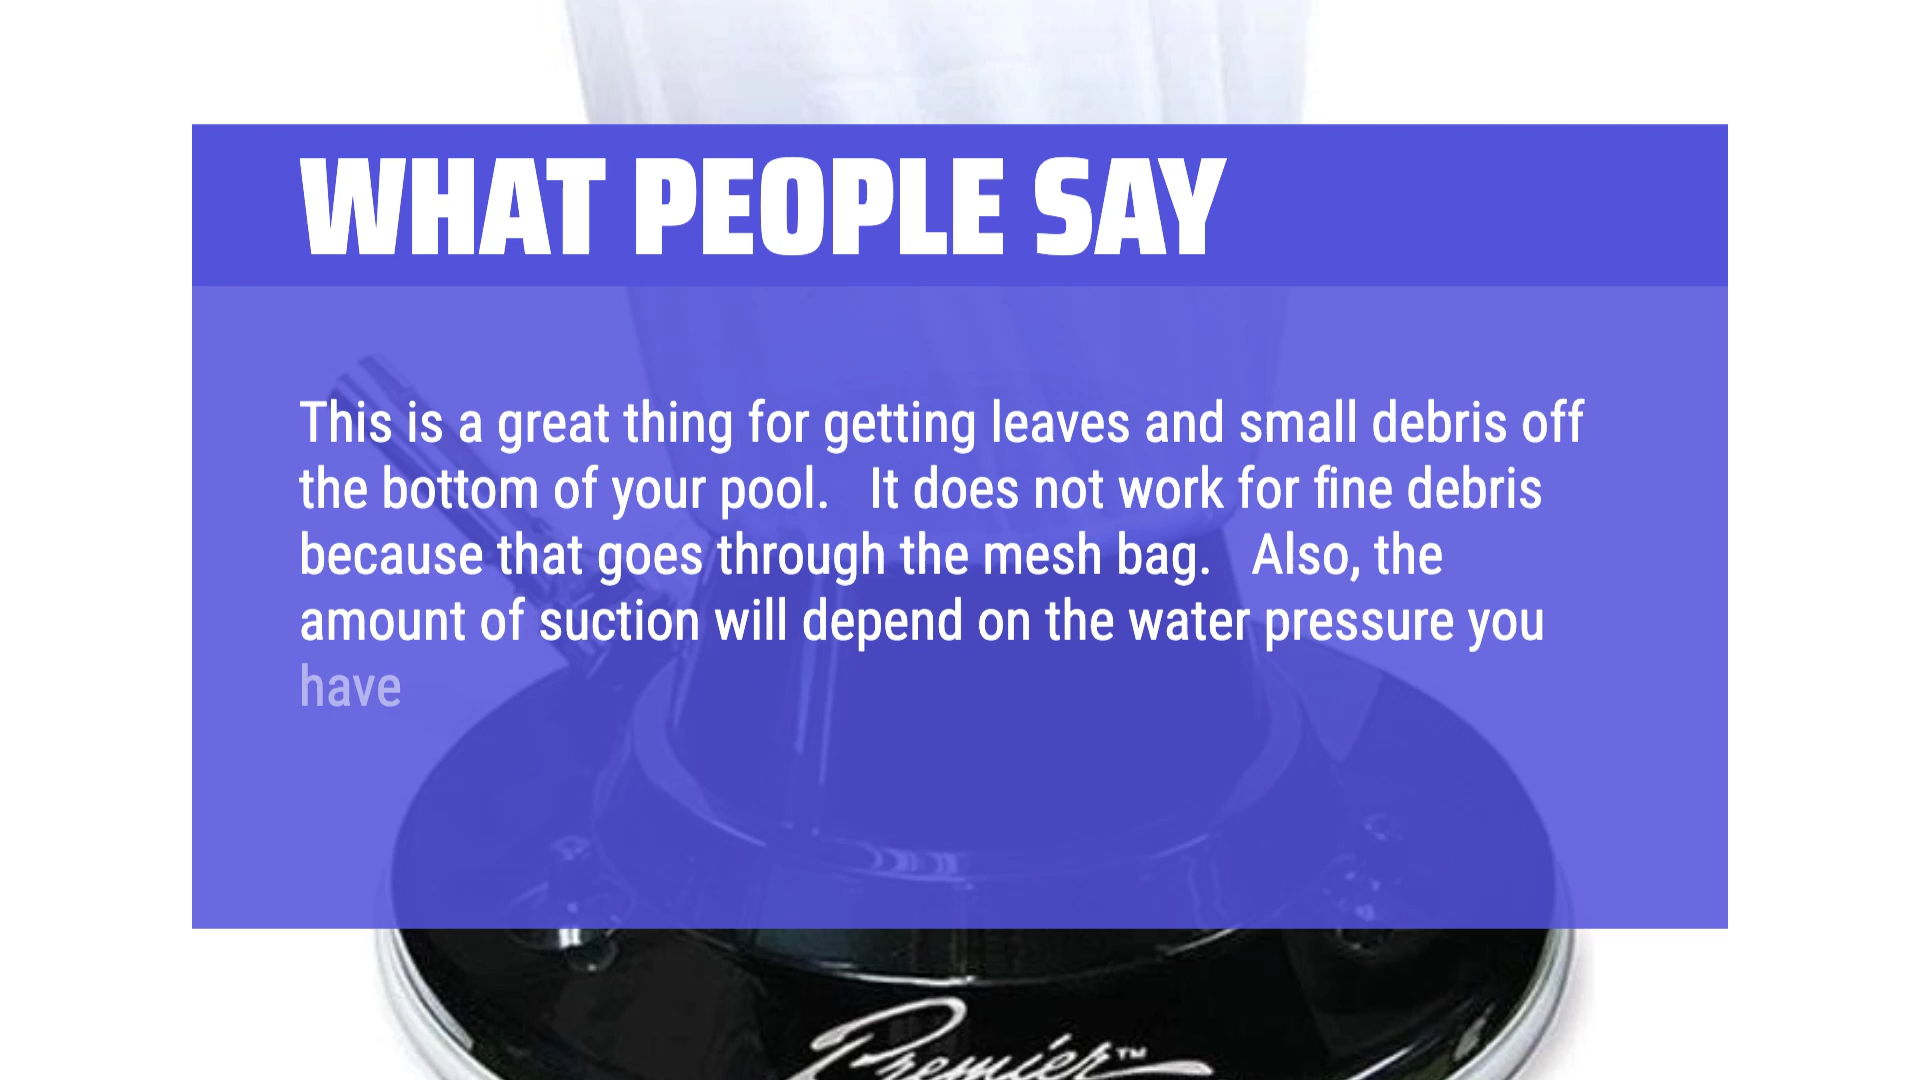 WHAT PEOPLE SAY
This is a great thing for getting leaves and small debris off
the bottom of your pool.   It does not work for fine debris
because that goes through the mesh bag.   Also, the
amount of suction will depend on the water pressure you
have
Premier™